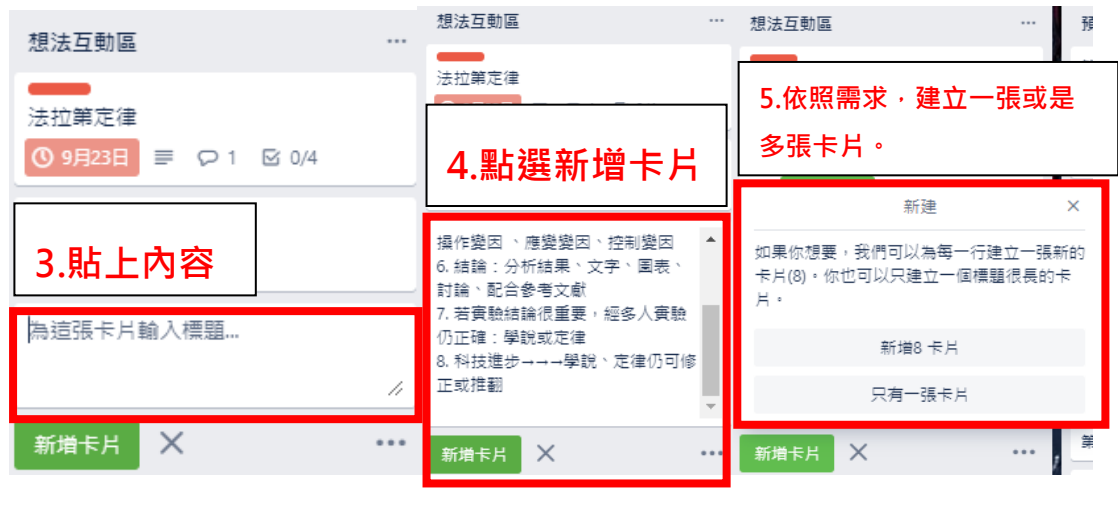 想法互動區
法拉第定律
9月23日 1 0/4
3.貼上內容
為這張卡片輸入標題...
新增卡片
想法互動區
法拉第定律
4.點選新增卡片
操作變因 、應變變因、控制變因
6. 結論：分析結果、文字、圖表、
討論、配合參考文獻
7. 若實驗結論很重要，經多人實驗
仍正確：學說或定律
8. 科技進步→→→學說、定律仍可修
正或推翻
新增卡片
想法互動區
5.依照需求，建立一張或是
多張卡片。
新建
如果你想要，我們可以為每一行建立一張新的
卡片(8)。你也可以只建立一個標題很長的卡
片。
新增8 卡片
只有一張卡片
新增卡片